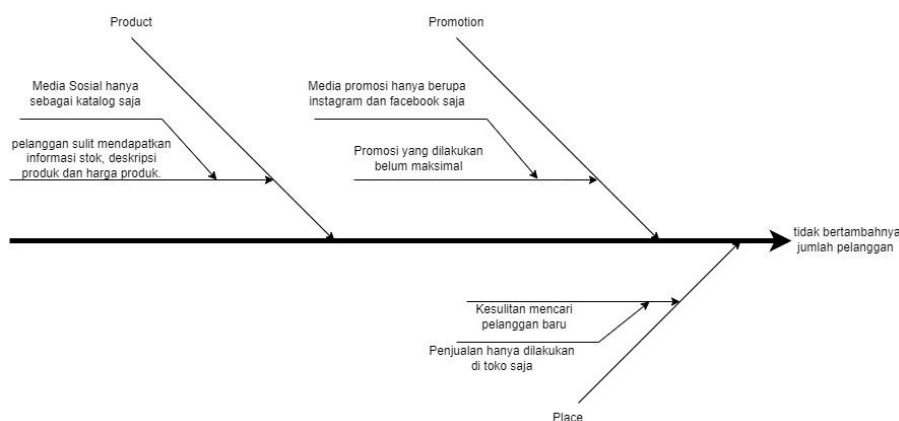 Product
Promotion
Media Sosial hanya
sebagai katalog saja
Media promosi hanya berupa
instagram dan facebook saja
pelanggan sulit mendapatkan
informasi stok, deskripsi
produk dan harga produk.
Promosi yang dilakukan
belum maksimal
tidak bertambahnya
jumlah pelanggan
Kesulitan mencari
pelanggan baru
Penjualan hanya dilakukan
di toko saja
Place